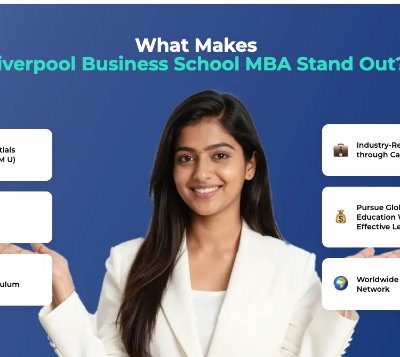 What Makes
iverpool Business School MBA Stand Out?
tials
M U)
ulum
Industry-Re
through Ca
Pursue Glo
Education
Effective Le
Worldwide
Network